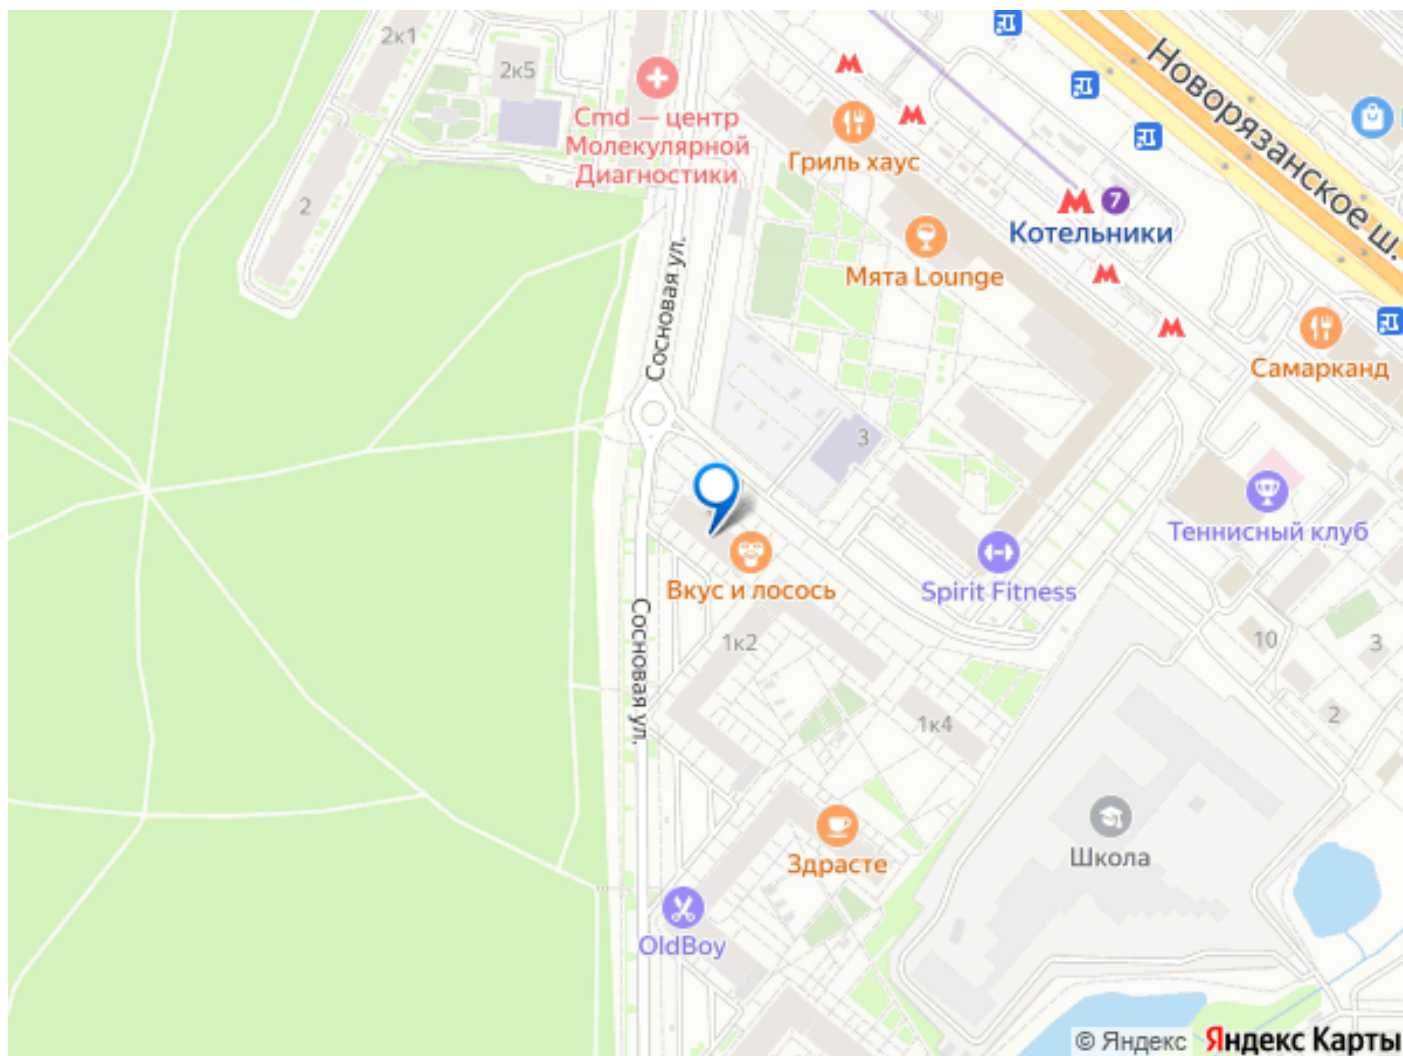 2к1
2к5
Cmd — центр
Молекулярной
Диагностики
Гриль хаус
Новорязанское ш.
7
Котельники
2
Мята Lounge
Сосновая ул.
Самарканд
3
Теннисный клуб
Вкус и лосось
Spirit Fitness
Сосновая ул.
1к2
10
3
2
1к4
Здрасте
Школа
OldBoy
© Яндекс
Яндекс Карты